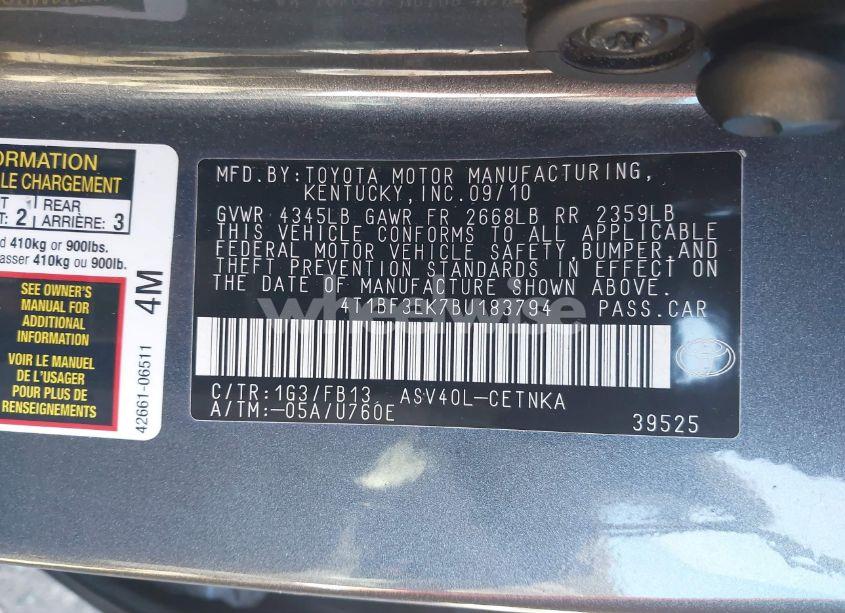 ORMATION
LE CHARGEMENT
REAR
2 ARRIÈRE: 3
d 410kg or 900lbs.
asser 410kg ou 900lb.
SEE OWNER'S
MANUAL FOR
ADDITIONAL
INFORMATION
VOIR LE MANUEL
DE L'USAGER
POUR PLUS DE
RENSEIGNEMENTS
4M
42661-06511
MFD.BY:TOYOTA MOTOR MANUFACTURING,
KENTUCKY,INC.09/10
GVWR 4345LB GAWR FR 2668LB RR 2359LB
THIS VEHICLE CONFORMS TO ALL APPLICABLE
FEDERAL MOTOR VEHICLE SAFETY,BUMPER,AND
THEFT PREVENTION STANDARDS IN EFFECT ON
THE DATE OF MANUFACTURE SHOWN ABOVE.
4T1BF3EK7BU183794 PASS.CAR
wheelwise
C/TR:1G3/FB13 ASV40L-CETNKA
A/TM:-05A/U760E
39525